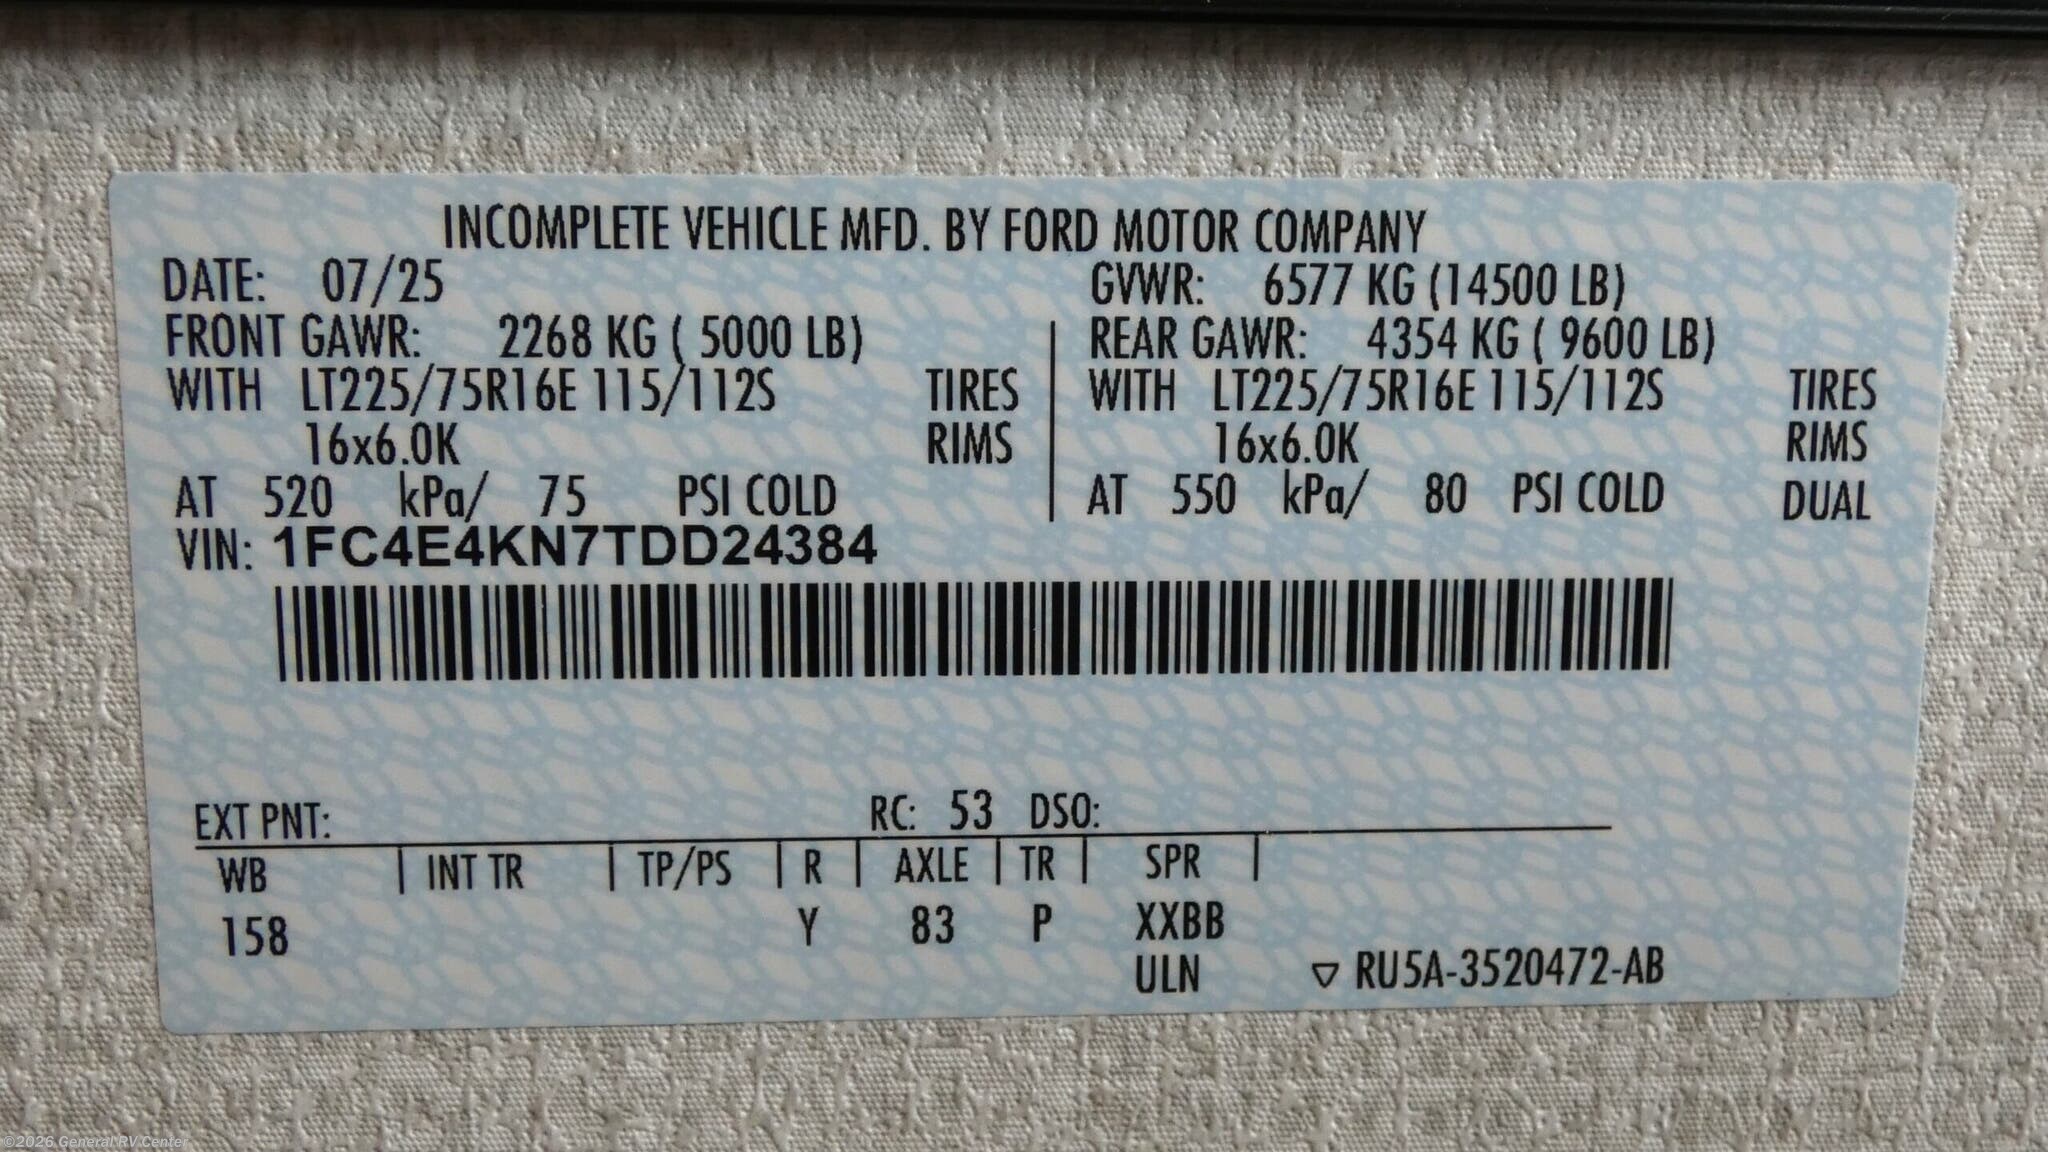 INCOMPLETE VEHICLE MFD. BY FORD MOTOR COMPANY
DATE: 07/25 GVWR: 6577 KG (14500 LB)
FRONT GAWR: 2268 KG ( 5000 LB) REAR GAWR: 4354 KG ( 9600 LB)
WITH LT225/75R16E 115/112S TIRES WITH LT225/75R16E 115/112S TIRES
16x6.0K RIMS 16x6.0K RIMS
AT 520 kPa/ 75 PSI COLD AT 550 kPa/ 80 PSI COLD DUAL
VIN: 1FC4E4KN7TDD24384
EXT PNT: RC: 53 DSO:
WB INT TR TP/PS R AXLE TR SPR
158 Y 83 P XXBB
ULN ▽ RU5A-3520472-AB
©2026 General RV Center